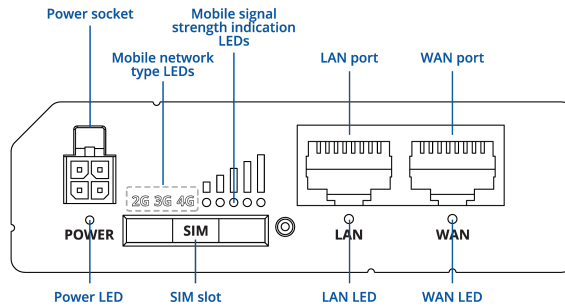 Power socket
Mobile signal
strength indication
LEDs
Mobile network
type LEDs
LAN port
WAN port
2G 3G 4G
POWER
SIM
LAN
WAN
Power LED
SIM slot
LAN LED
WAN LED